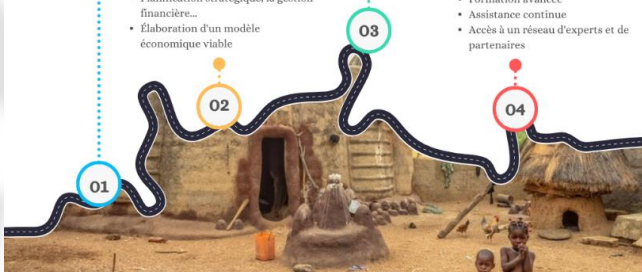 Planification stratégique, la gestion
financière...
▪ Élaboration d'un modèle
économique viable
▪ Formation avancée
▪ Assistance continue
▪ Accès à un réseau d'experts et de
partenaires
03
02
04
01